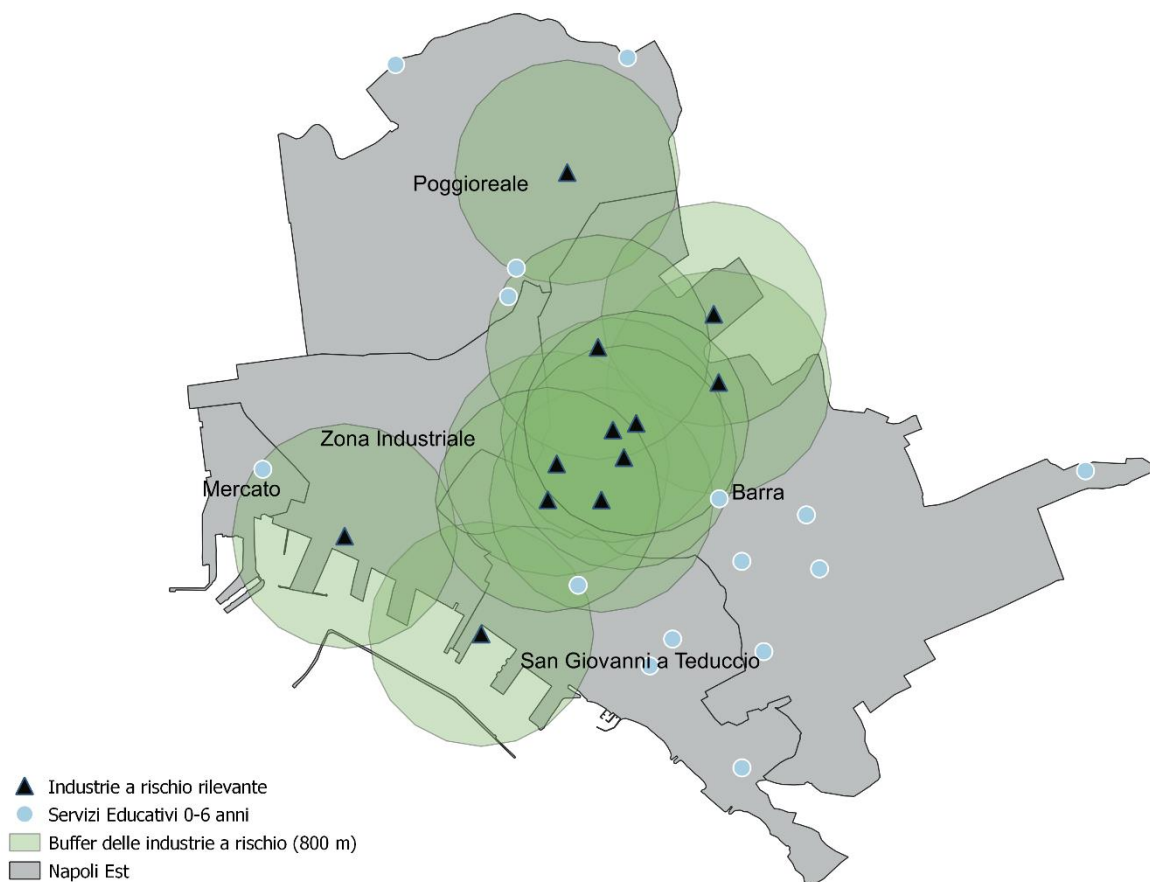 Poggioreale
Zona Industriale
Mercato
Barra
San Giovanni a Teduccio
Industrie a rischio rilevante
Servizi Educativi 0-6 anni
Buffer delle industrie a rischio (800 m)
Napoli Est